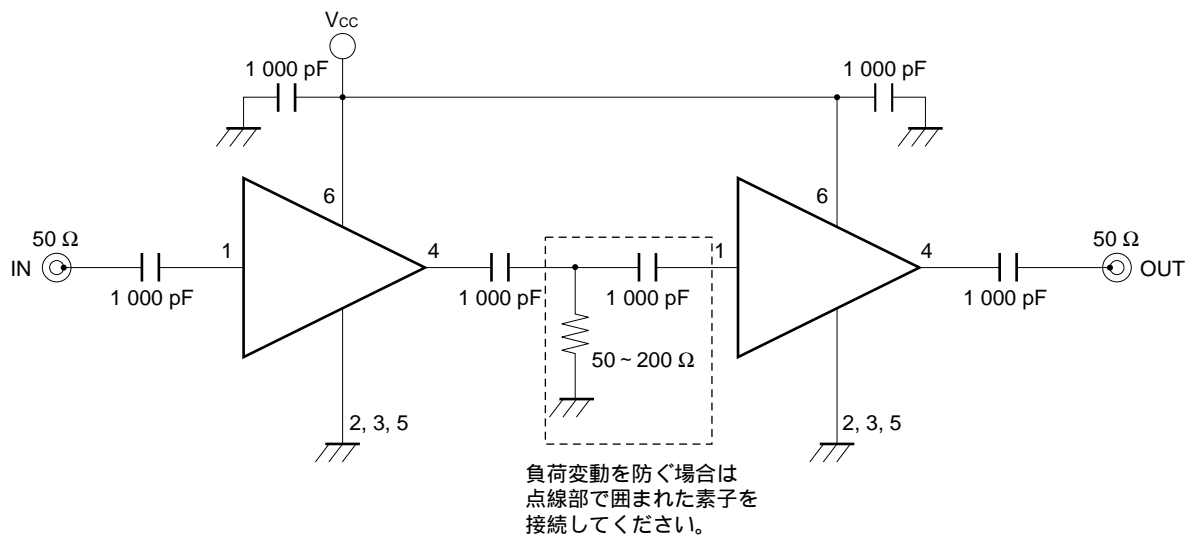 VCC
1 000 pF
1 000 pF
6
6
50 Ω
IN
1
4
1
4
50 Ω
OUT
1 000 pF
1 000 pF
1 000 pF
1 000 pF
50 ~ 200 Ω
2, 3, 5
2, 3, 5
負荷変動を防ぐ場合は
点線部で囲まれた素子を
接続してください。